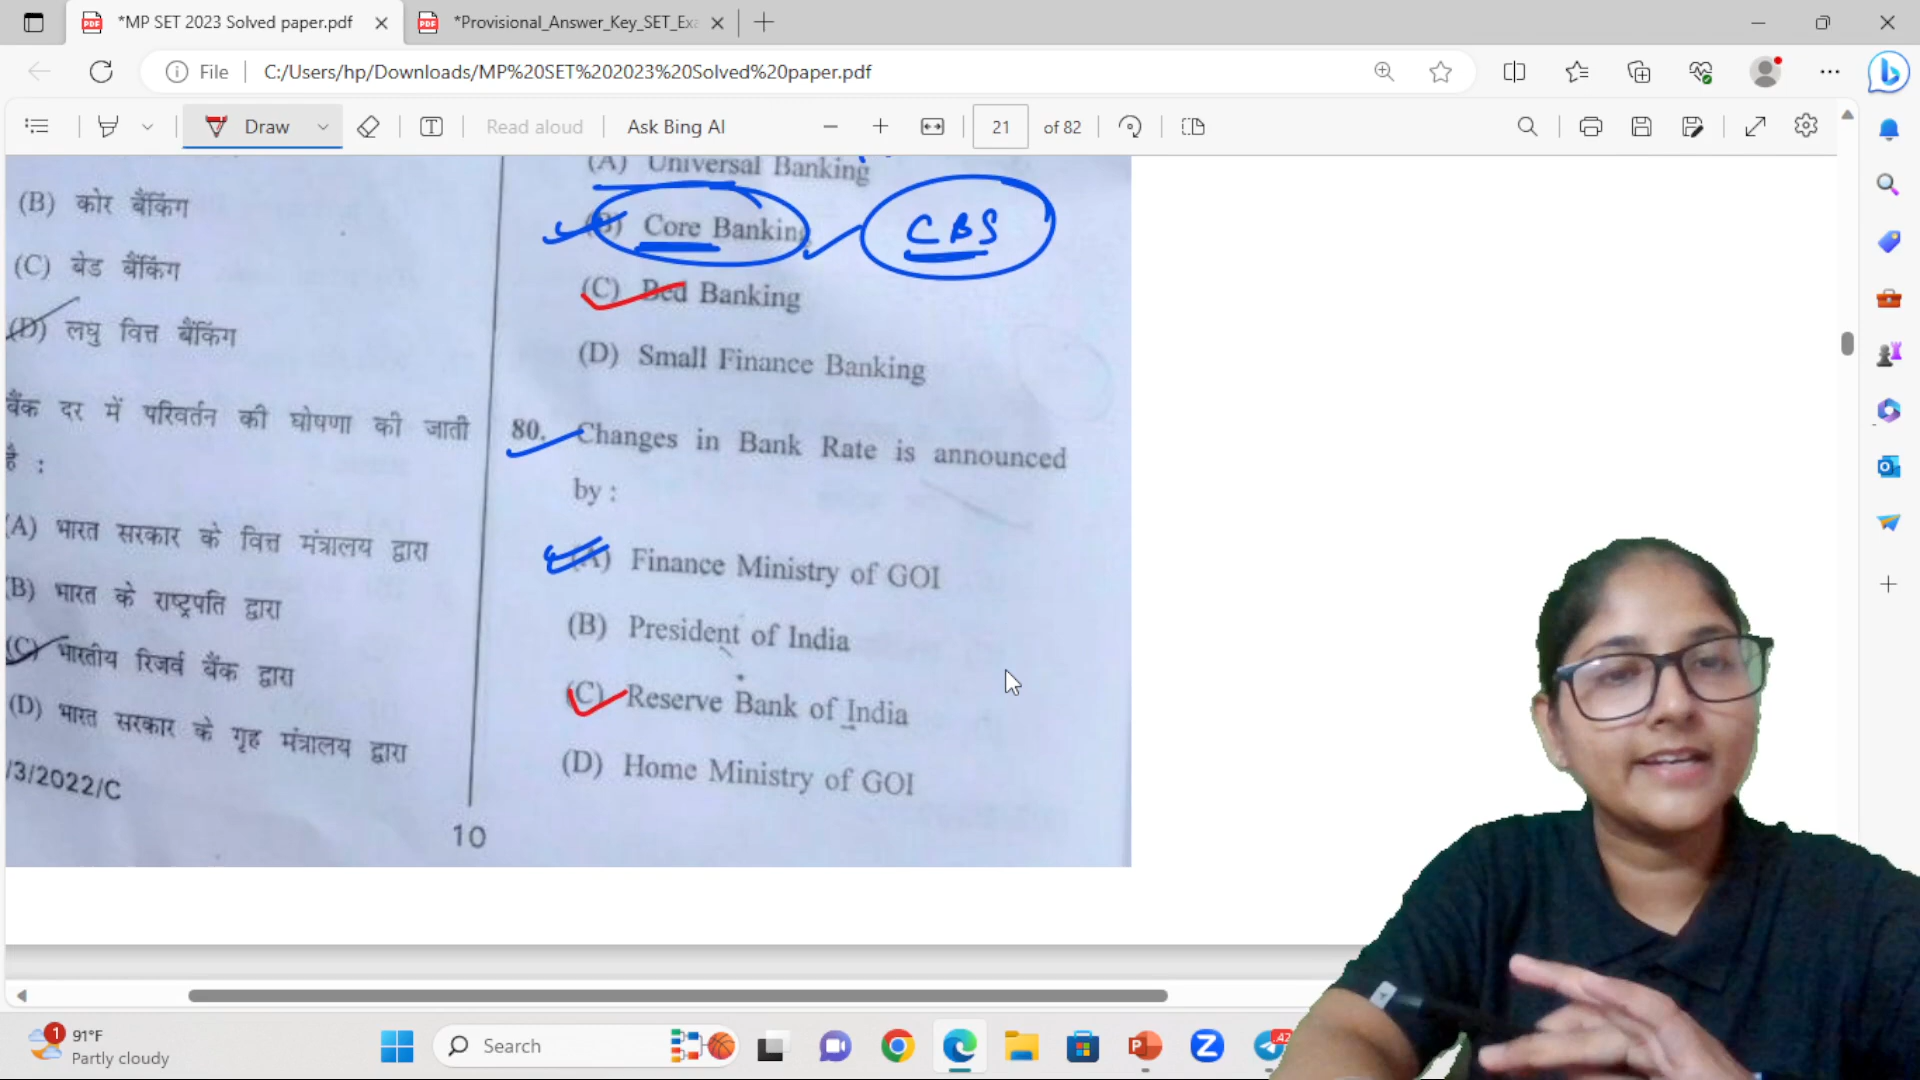 *MP SET 2023 Solved paper.pdf
*Provisional_Answer_Key_SET_Exa
File
C:/Users/hp/Downloads/MP%20SET%202023%20Solved%20paper.pdf
Draw
Read aloud
Ask Bing AI
21
of 82
(B) कोर बैंकिंग
(C) बेड बैंकिंग
(D) लघु वित्त बैंकिंग
बैंक दर में परिवर्तन की घोषणा की जाती
है :
(A) भारत सरकार के वित्त मंत्रालय द्वारा
(B) भारत के राष्ट्रपति द्वारा
(C) भारतीय रिजर्व बैंक द्वारा
(D) भारत सरकार के गृह मंत्रालय द्वारा
/3/2022/C
(A) Universal Banking
(B) Core Banking
CBS
(C) Bed Banking
(D) Small Finance Banking
80. Changes in Bank Rate is announced
by :
(A) Finance Ministry of GOI
(B) President of India
(C) Reserve Bank of India
(D) Home Ministry of GOI
10
1
91°F
Partly cloudy
Search